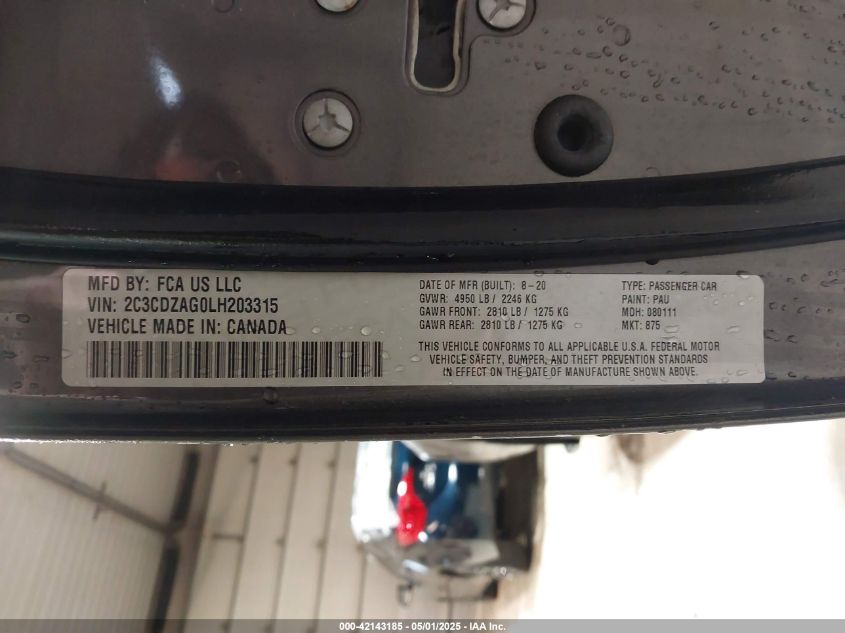 MFD BY: FCA US LLC
VIN: 2C3CDZAG0LH203315
VEHICLE MADE IN: CANADA
DATE OF MFR (BUILT): 8-20
GVWR: 4950 LB / 2246 KG
GAWR FRONT: 2810 LB / 1275 KG
GAWR REAR: 2810 LB / 1275 KG
TYPE: PASSENGER CAR
PAINT: PAU
MDH: 080111
MKT: 875
THIS VEHICLE CONFORMS TO ALL APPLICABLE U.S.A. FEDERAL MOTOR
VEHICLE SAFETY, BUMPER, AND THEFT PREVENTION STANDARDS
IN EFFECT ON THE DATE OF MANUFACTURE SHOWN ABOVE.
000-42143185 - 05/01/2025 - IAA Inc.